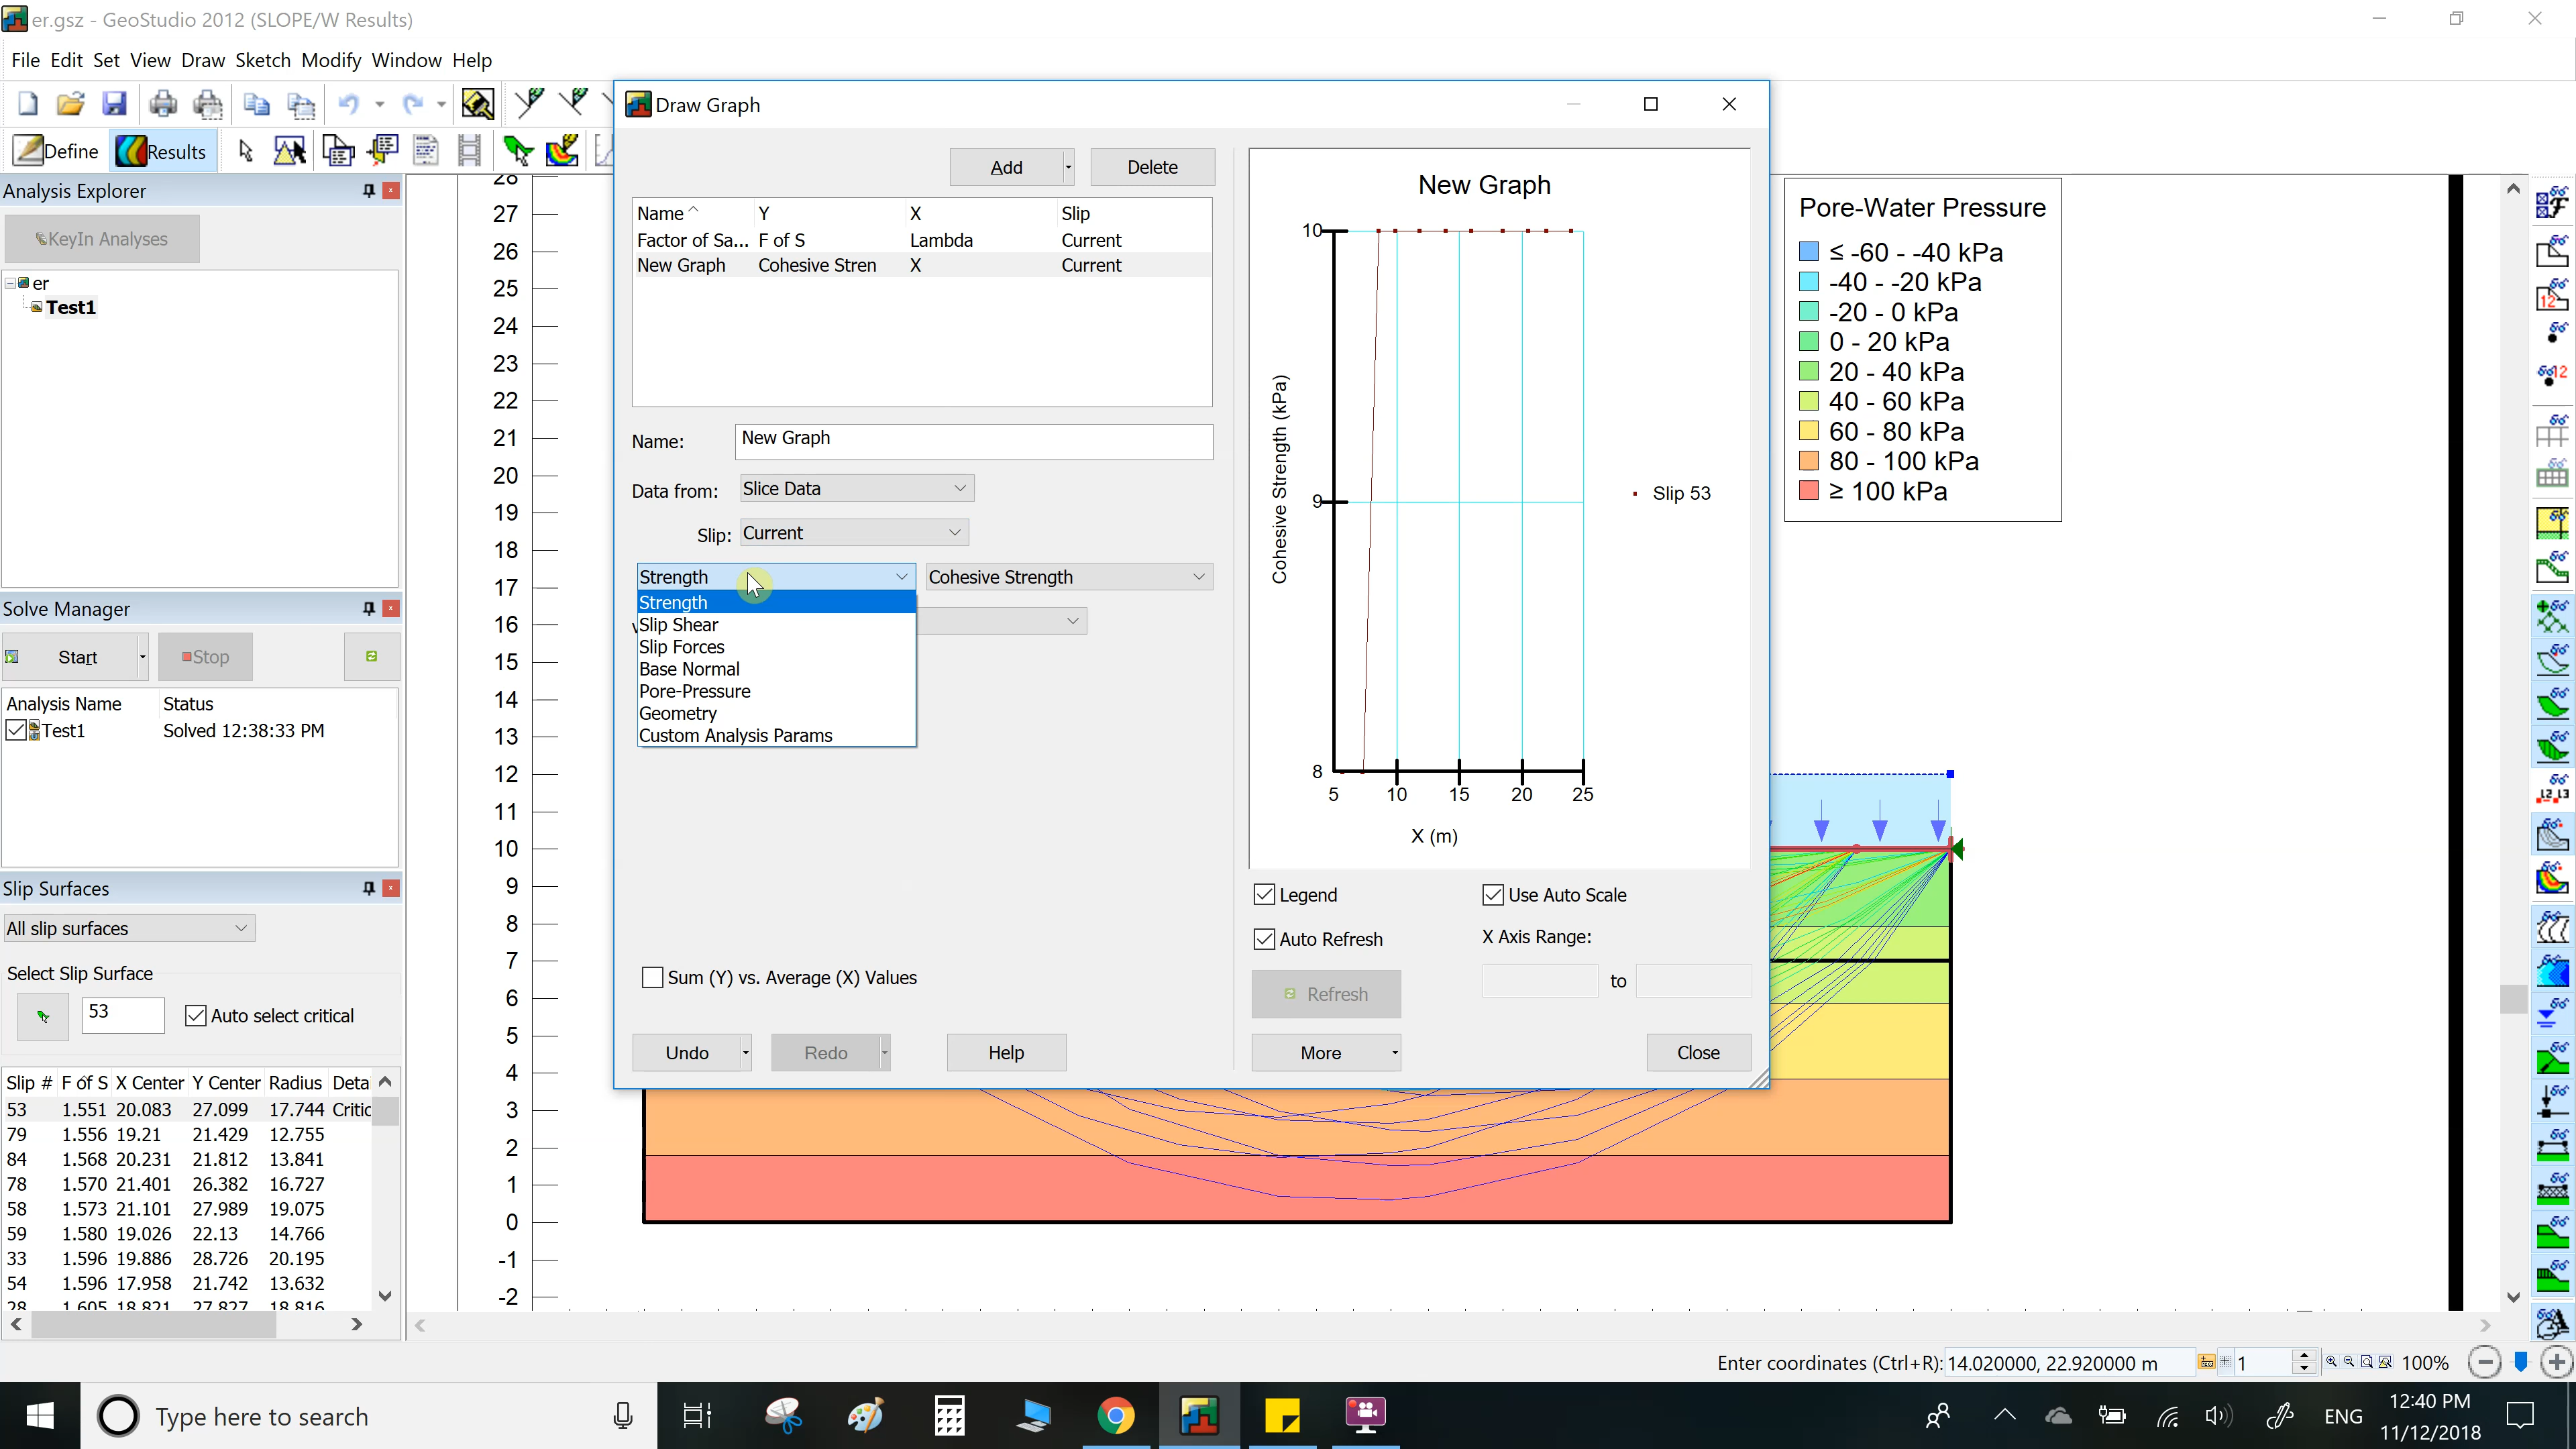 er.gsz - GeoStudio 2012 (SLOPE/W Results)
File Edit Set View Draw Sketch Modify Window Help
Define Results
Analysis Explorer
KeyIn Analyses
er
Test1
Solve Manager
Start Stop
Analysis Name Status
Test1 Solved 12:38:33 PM
Slip Surfaces
All slip surfaces
Select Slip Surface
53 Auto select critical
Slip # F of S X Center Y Center Radius Deta
53 1.551 20.083 27.099 17.744 Critic
79 1.556 19.21 21.429 12.755
84 1.568 20.231 21.812 13.841
78 1.570 21.401 26.382 16.727
58 1.573 21.101 27.989 19.075
59 1.580 19.026 22.13 14.766
33 1.596 19.886 28.726 20.195
54 1.596 17.958 21.742 13.632
28 1.605 18.821 27.827 18.816
28
27
26
25
24
23
22
21
20
19
18
17
16
15
14
13
12
11
10
9
8
7
6
5
4
3
2
1
0
-1
-2
Draw Graph
Add Delete
Name Y X Slip
Factor of Sa... F of S Lambda Current
New Graph Cohesive Stren X Current
Name: New Graph
Data from: Slice Data
Slip: Current
Strength Cohesive Strength
Strength
Slip Shear
Slip Forces
Base Normal
Pore-Pressure
Geometry
Custom Analysis Params
Sum (Y) vs. Average (X) Values
Undo Redo Help
New Graph
Cohesive Strength (kPa)
10
9
8
5 10 15 20 25
X (m)
Slip 53
Legend Use Auto Scale
Auto Refresh X Axis Range:
Refresh to
More Close
Pore-Water Pressure
≤ -60 - -40 kPa
-40 - -20 kPa
-20 - 0 kPa
0 - 20 kPa
20 - 40 kPa
40 - 60 kPa
60 - 80 kPa
80 - 100 kPa
≥ 100 kPa
Enter coordinates (Ctrl+R): 14.020000, 22.920000 m 1 100%
Type here to search
ENG 12:40 PM
11/12/2018